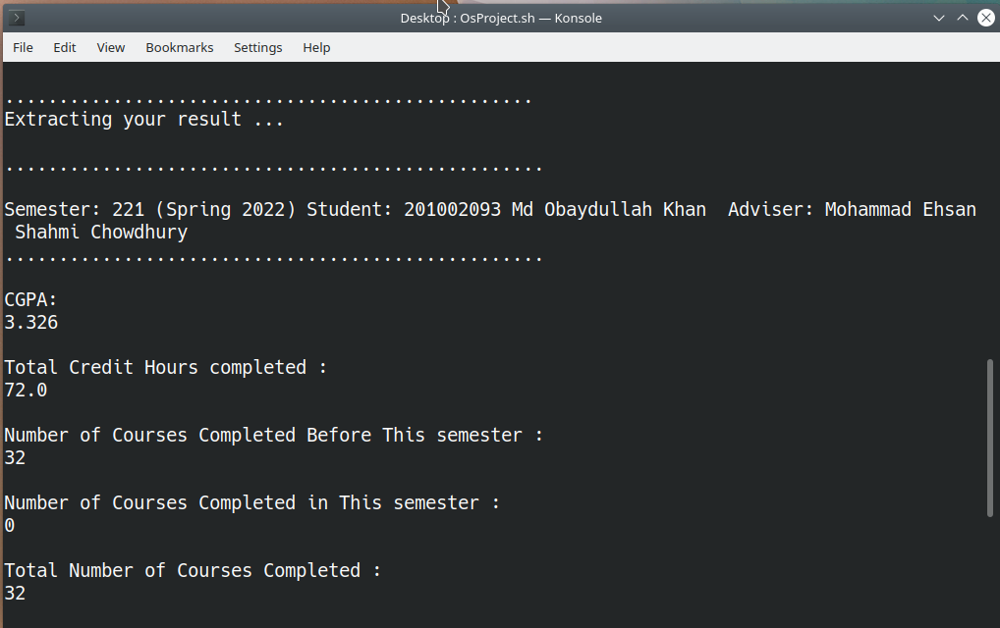 Desktop : OsProject.sh — Konsole
File Edit View Bookmarks Settings Help
.................................................
Extracting your result ...
..................................................
Semester: 221 (Spring 2022) Student: 201002093 Md Obaydullah Khan  Adviser: Mohammad Ehsan
 Shahmi Chowdhury
..................................................
CGPA:
3.326
Total Credit Hours completed :
72.0
Number of Courses Completed Before This semester :
32
Number of Courses Completed in This semester :
0
Total Number of Courses Completed :
32